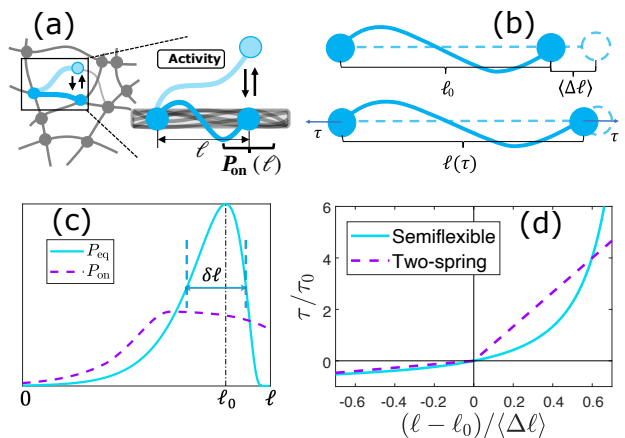 (a)
Activity
ℓ
P_on (ℓ)
(b)
ℓ_0
⟨Δℓ⟩
τ
τ
ℓ(τ)
(c)
P_eq
P_on
δℓ
0
ℓ_0
ℓ
(d)
Semiflexible
Two-spring
τ/τ_0
6
4
2
0
-0.6
-0.4
-0.2
0
0.2
0.4
0.6
(ℓ − ℓ_0)/⟨Δℓ⟩